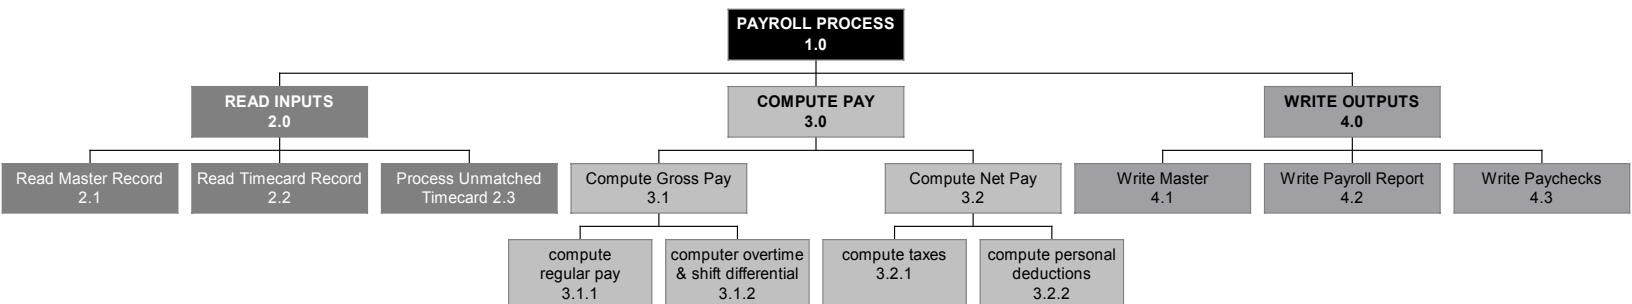 PAYROLL PROCESS
1.0
READ INPUTS
2.0
COMPUTE PAY
3.0
WRITE OUTPUTS
4.0
Read Master Record
2.1
Read Timecard Record
2.2
Process Unmatched
Timecard 2.3
Compute Gross Pay
3.1
Compute Net Pay
3.2
Write Master
4.1
Write Payroll Report
4.2
Write Paychecks
4.3
compute
regular pay
3.1.1
computer overtime
& shift differential
3.1.2
compute taxes
3.2.1
compute personal
deductions
3.2.2